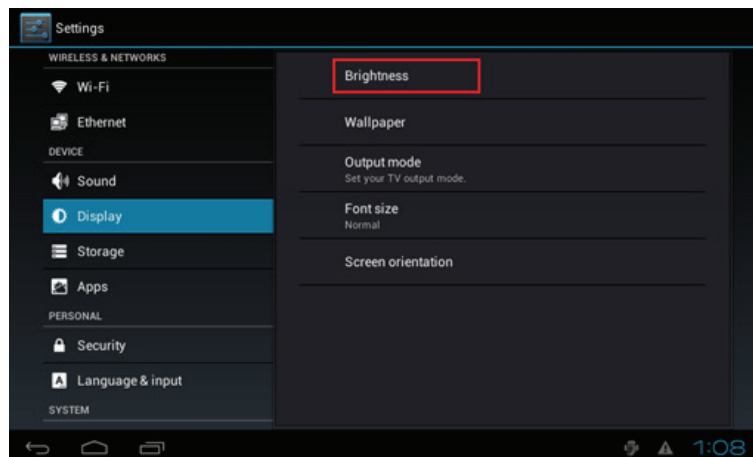 Settings
WIRELESS & NETWORKS
Wi-Fi
Ethernet
DEVICE
Sound
Display
Storage
Apps
PERSONAL
Security
Language & input
SYSTEM
Brightness
Wallpaper
Output mode
Set your TV output mode.
Font size
Normal
Screen orientation
1:08